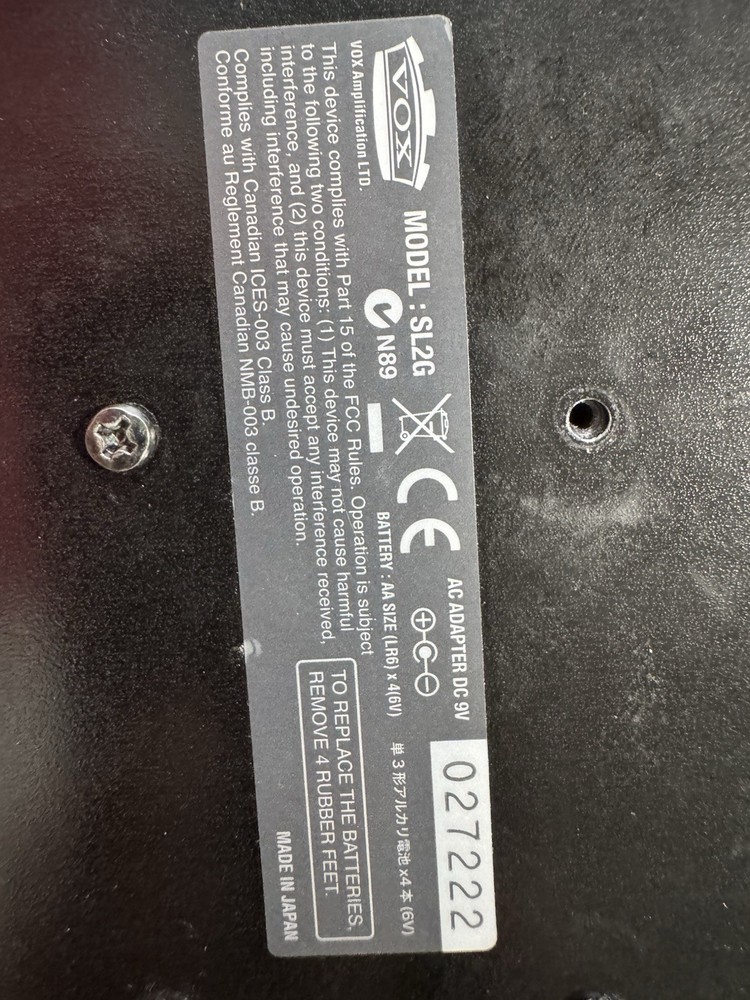 VOX
VOX Amplification LTD.
MODEL : SL2G
N89
CE
AC ADAPTER DC 9V
BATTERY : AA SIZE (LR6) x 4(6V)
単3形アルカリ電池 x4本 (6V)
027222
This device complies with Part 15 of the FCC Rules. Operation is subject
to the following two conditions: (1) This device may not cause harmful
interference, and (2) this device must accept any interference received,
including interference that may cause undesired operation.
Complies with Canadian ICES-003 Class B.
Conforme au Reglement Canadian NMB-003 classe B.
TO REPLACE THE BATTERIES,
REMOVE 4 RUBBER FEET.
MADE IN JAPAN